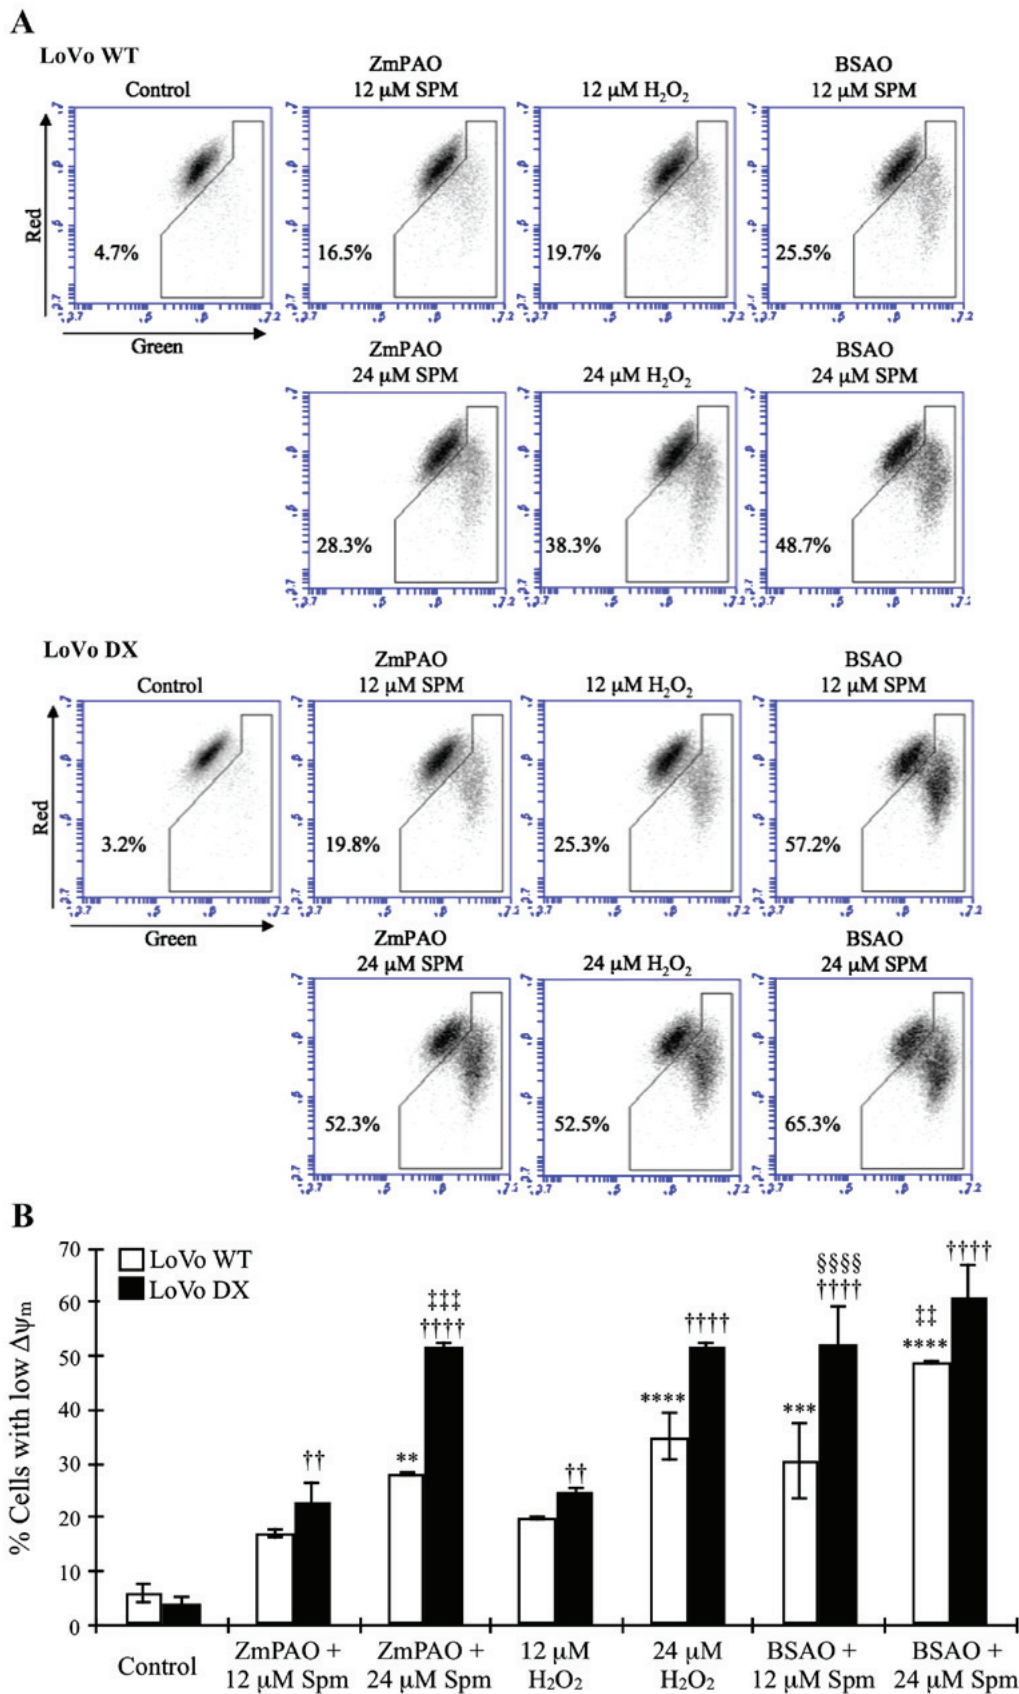 A
LoVo WT
Control
ZmPAO
12 μM SPM
12 μM H₂O₂
BSAO
12 μM SPM
Red
4.7%
16.5%
19.7%
25.5%
Green
ZmPAO
24 μM SPM
24 μM H₂O₂
BSAO
24 μM SPM
28.3%
38.3%
48.7%
LoVo DX
Control
ZmPAO
12 μM SPM
12 μM H₂O₂
BSAO
12 μM SPM
Red
3.2%
19.8%
25.3%
57.2%
Green
ZmPAO
24 μM SPM
24 μM H₂O₂
BSAO
24 μM SPM
52.3%
52.5%
65.3%
B
LoVo WT
LoVo DX
% Cells with low Δψm
70
60
50
40
30
20
10
0
††
**
‡‡‡
††††
††
****
††††
***
§§§§
††††
‡‡
****
††††
Control
ZmPAO +
12 μM Spm
ZmPAO +
24 μM Spm
12 μM
H₂O₂
24 μM
H₂O₂
BSAO +
12 μM Spm
BSAO +
24 μM Spm